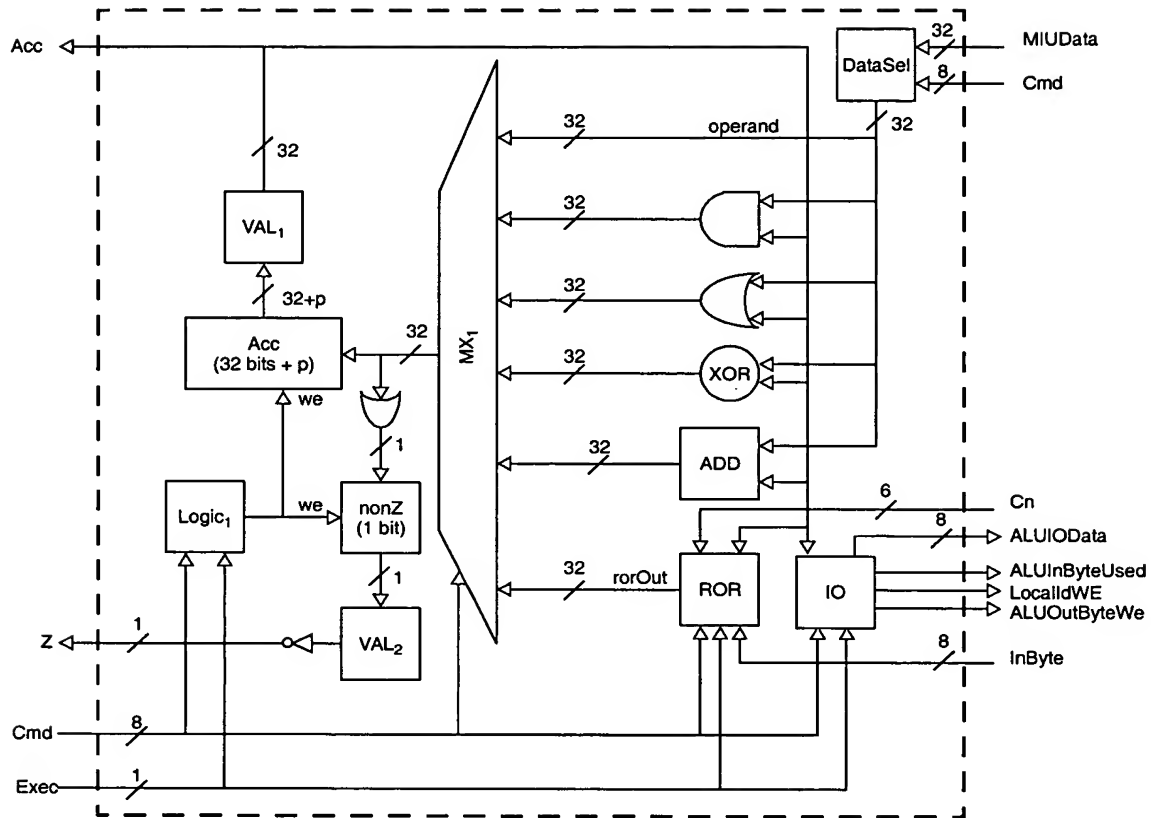 Acc
32
MIUData
DataSel
8
Cmd
32
32
operand
32
32
VAL₁
32+p
32
Acc
(32 bits + p)
32
MX₁
32
XOR
we
1
32
ADD
Logic₁
we
nonZ
(1 bit)
6
Cn
8
ALUIOData
1
32
rorOut
ROR
IO
ALUInByteUsed
LocalIdWE
ALUOutByteWe
Z
1
VAL₂
8
InByte
Cmd
8
Exec
1